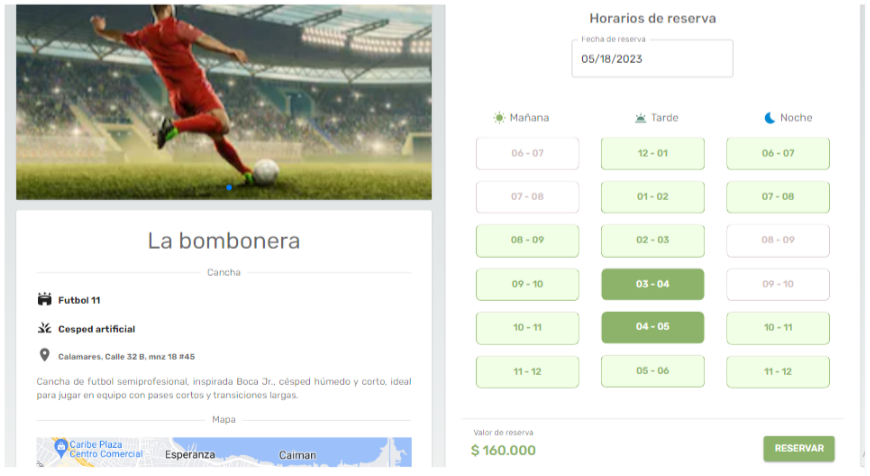 La bombonera
Cancha
Futbol 11
Cesped artificial
Calamares. Calle 32 B. mnz 18 #45
Cancha de futbol semiprofesional, inspirada Boca Jr., césped húmedo y corto, ideal
para jugar en equipo con pases cortos y transiciones largas.
Mapa
Caribe Plaza
Centro Comercial
Esperanza
Caiman
Horarios de reserva
Fecha de reserva
05/18/2023
Mañana
Tarde
Noche
06 - 07
12 - 01
06 - 07
07 - 08
01 - 02
07 - 08
08 - 09
02 - 03
08 - 09
09 - 10
03 - 04
09 - 10
10 - 11
04 - 05
10 - 11
11 - 12
05 - 06
11 - 12
Valor de reserva
$ 160.000
RESERVAR